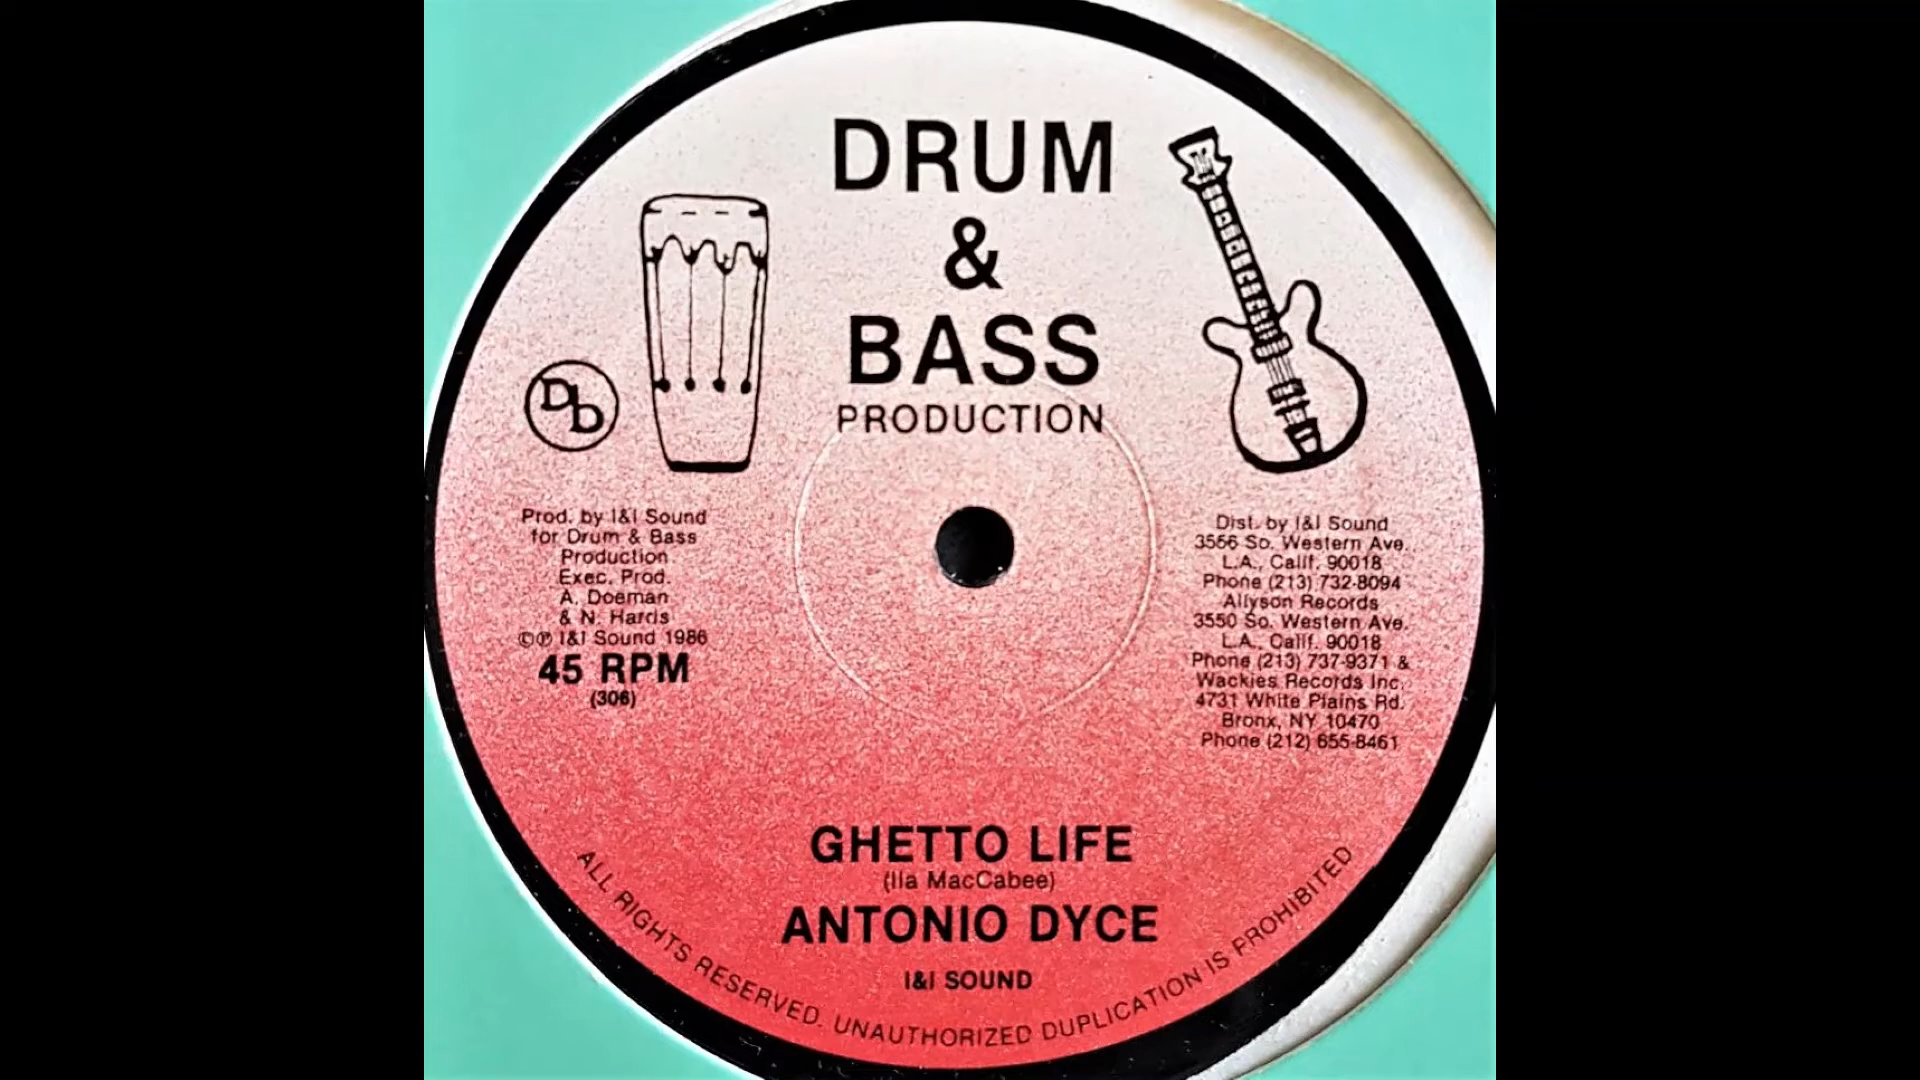 DRUM
&
BASS
PRODUCTION
DD
Prod. by I&I Sound
for Drum & Bass
Production
Exec. Prod.
A. Doeman
& N. Harris
©℗ I&I Sound 1986
45 RPM
(306)
Dist. by I&I Sound
3556 So. Western Ave.
L.A., Calif. 90018
Phone (213) 732-8094
Allyson Records
3550 So. Western Ave.
L.A., Calif. 90018
Phone (213) 737-9371 &
Wackies Records Inc.
4731 White Plains Rd.
Bronx, NY 10470
Phone (212) 655-8461
GHETTO LIFE
(Ila MacCabee)
ANTONIO DYCE
I&I SOUND
ALL RIGHTS RESERVED. UNAUTHORIZED DUPLICATION IS PROHIBITED